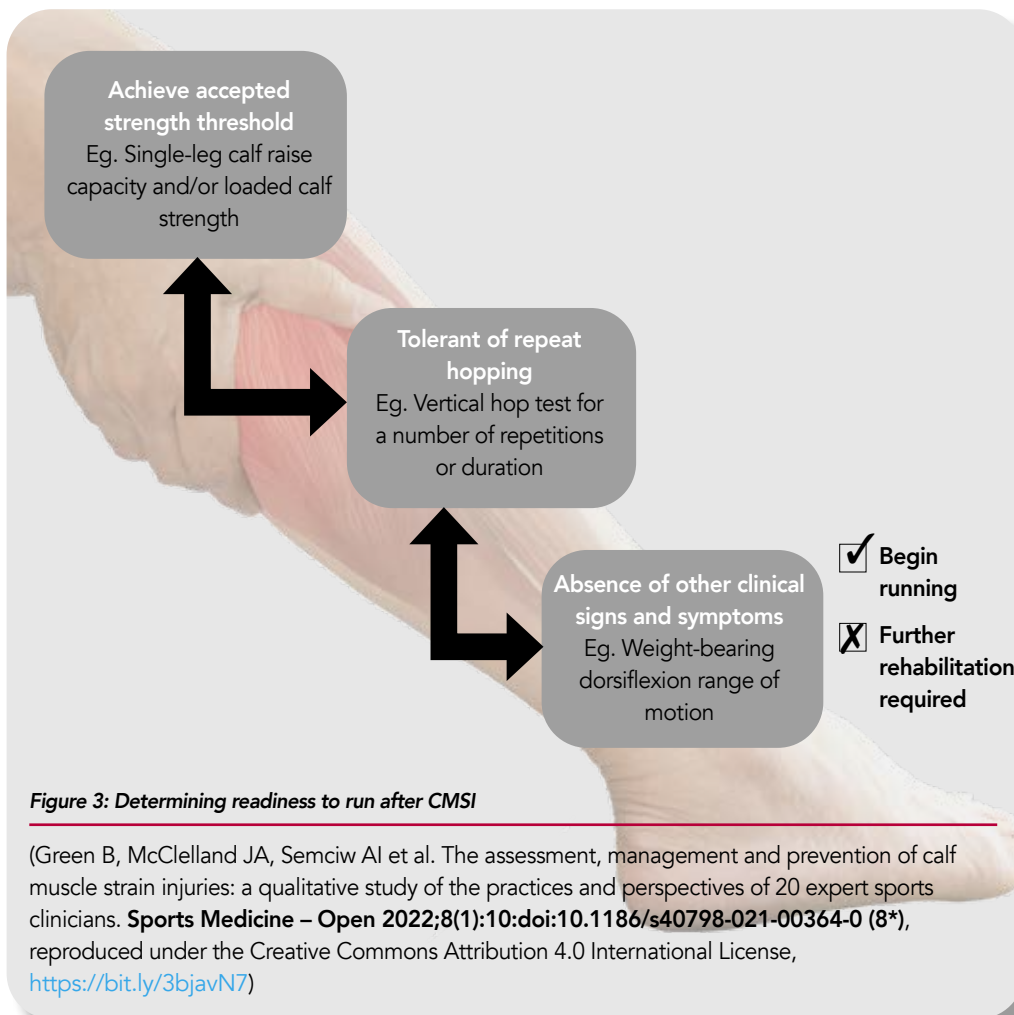 Achieve accepted
strength threshold
Eg. Single-leg calf raise
capacity and/or loaded calf
strength
Tolerant of repeat
hopping
Eg. Vertical hop test for
a number of repetitions
or duration
Absence of other clinical
signs and symptoms
Eg. Weight-bearing
dorsiflexion range of
motion
Begin
running
Further
rehabilitation
required
Figure 3: Determining readiness to run after CMSI
(Green B, McClelland JA, Semciw AI et al. The assessment, management and prevention of calf
muscle strain injuries: a qualitative study of the practices and perspectives of 20 expert sports
clinicians. Sports Medicine – Open 2022;8(1):10:doi:10.1186/s40798-021-00364-0 (8*),
reproduced under the Creative Commons Attribution 4.0 International License,
https://bit.ly/3bjavN7)